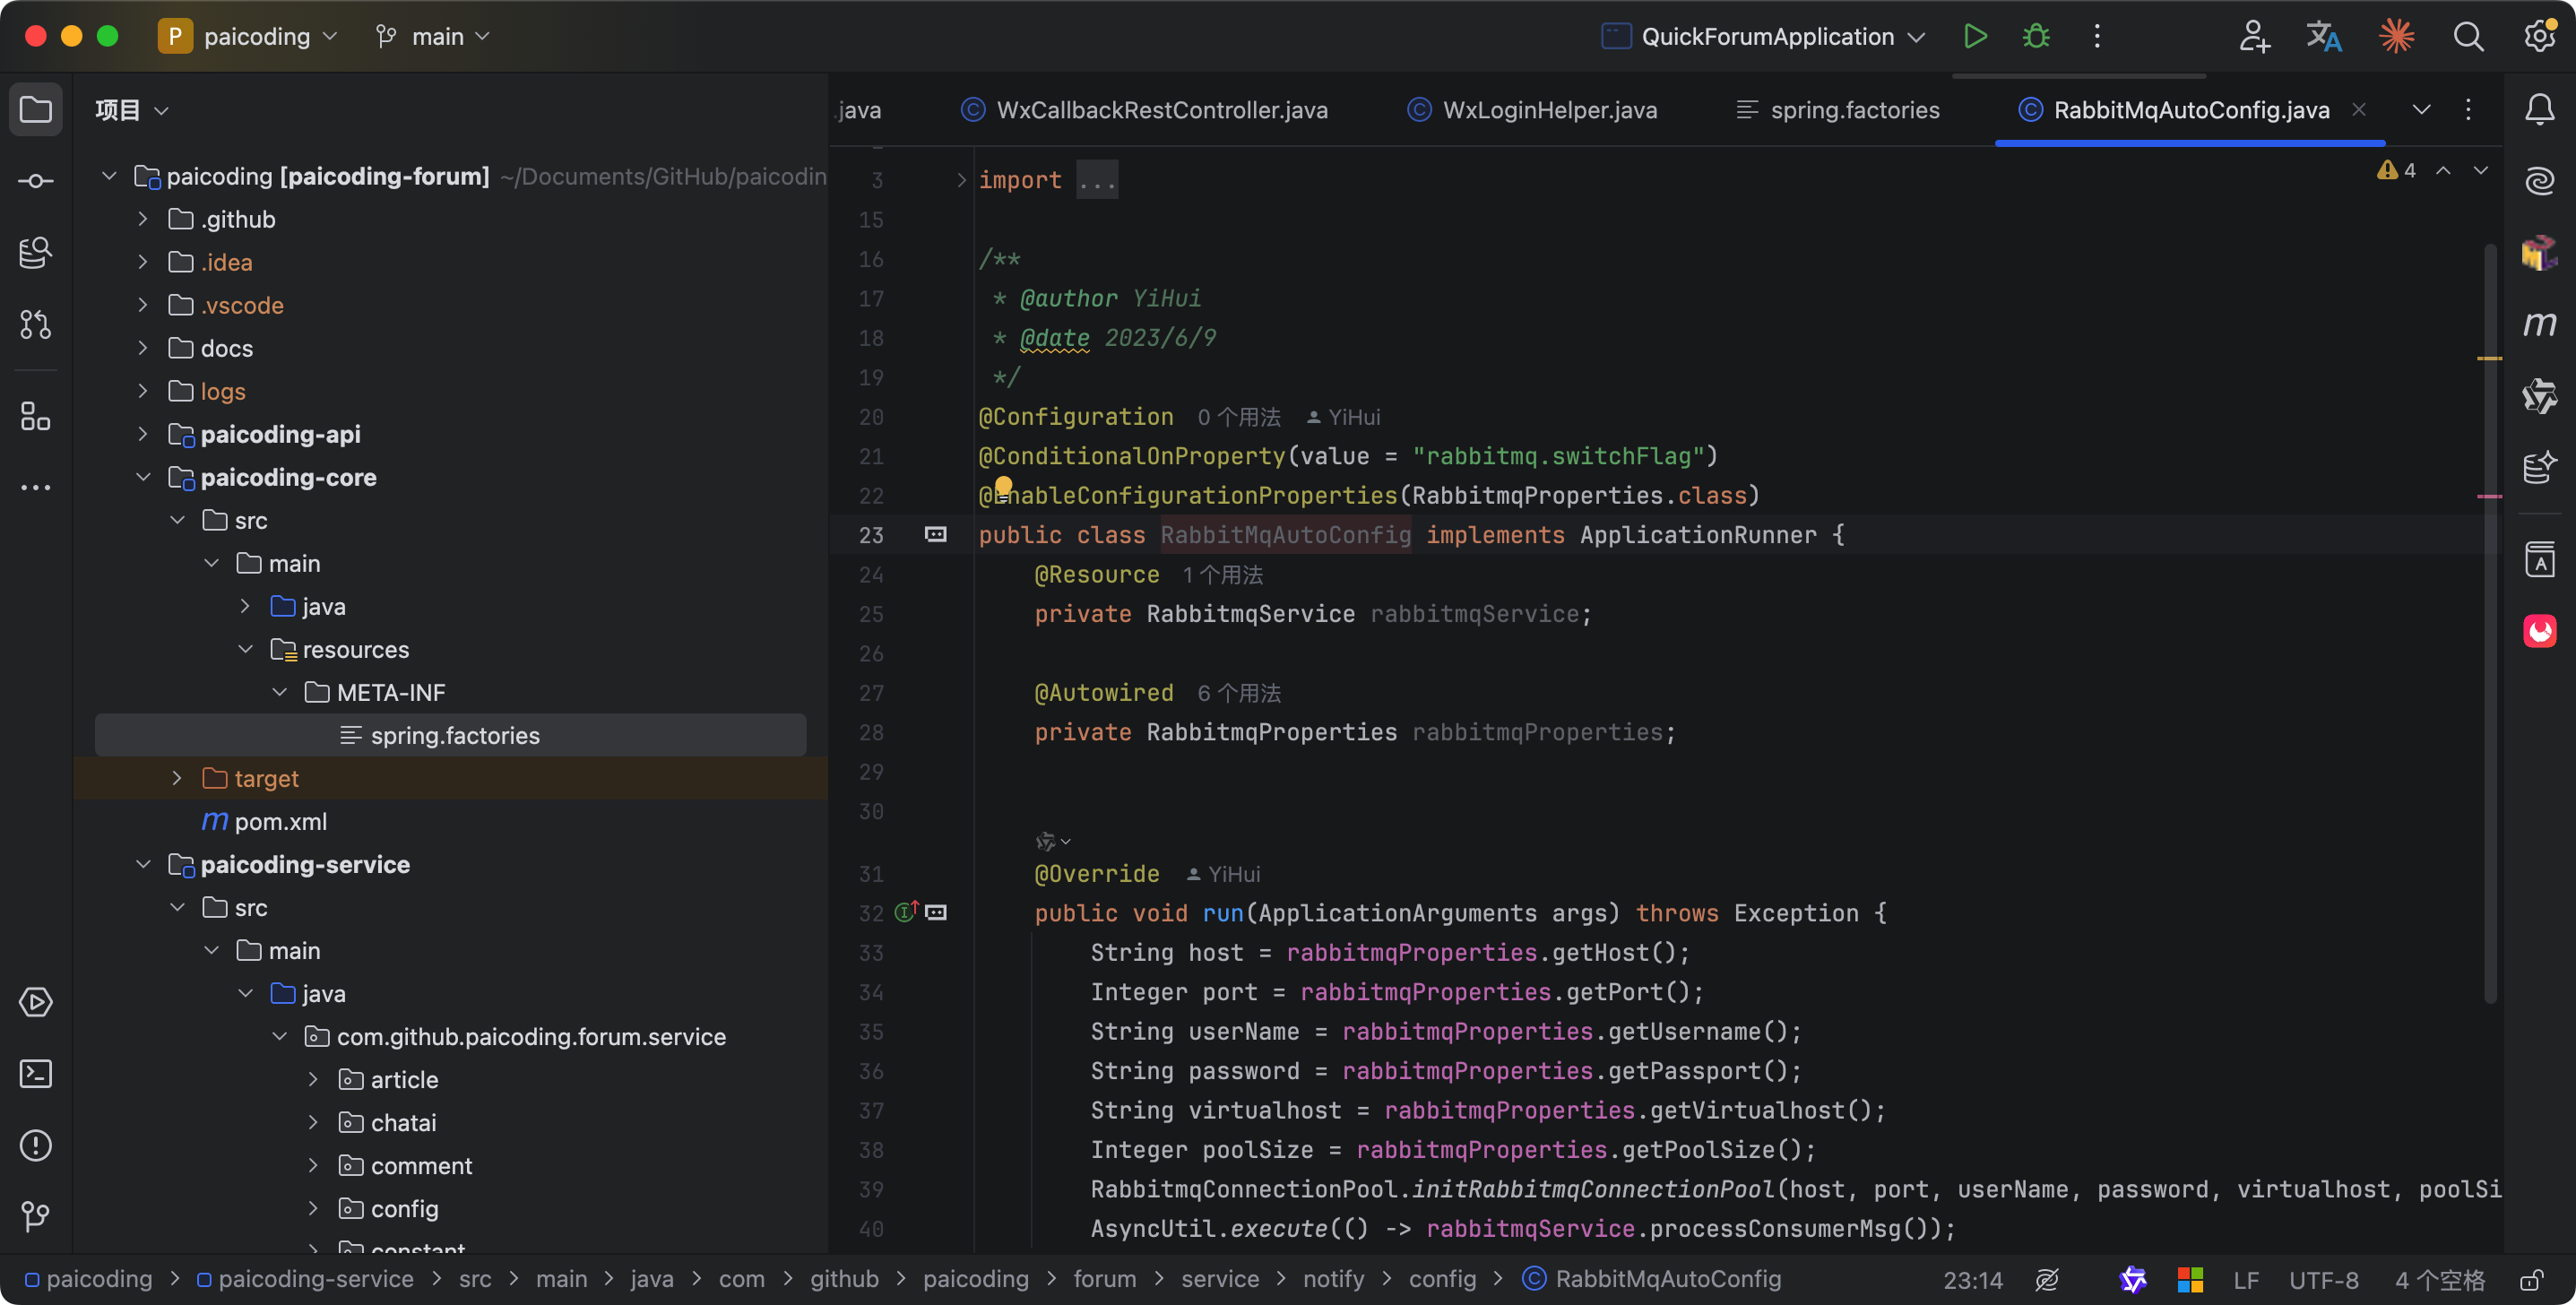 P paicoding main QuickForumApplication
项目
.java WxCallbackRestController.java WxLoginHelper.java spring.factories RabbitMqAutoConfig.java
paicoding [paicoding-forum] ~/Documents/GitHub/paicodin
.github
.idea
.vscode
docs
logs
paicoding-api
paicoding-core
src
main
java
resources
META-INF
spring.factories
target
pom.xml
paicoding-service
src
main
java
com.github.paicoding.forum.service
article
chatai
comment
config
constant
4
3 import ...
15
16 /**
17 * @author YiHui
18 * @date 2023/6/9
19 */
20 @Configuration 0 个用法 YiHui
21 @ConditionalOnProperty(value = "rabbitmq.switchFlag")
22 @EnableConfigurationProperties(RabbitmqProperties.class)
23 public class RabbitMqAutoConfig implements ApplicationRunner {
24 @Resource 1 个用法
25 private RabbitmqService rabbitmqService;
26
27 @Autowired 6 个用法
28 private RabbitmqProperties rabbitmqProperties;
29
30
31 @Override YiHui
32 public void run(ApplicationArguments args) throws Exception {
33 String host = rabbitmqProperties.getHost();
34 Integer port = rabbitmqProperties.getPort();
35 String userName = rabbitmqProperties.getUsername();
36 String password = rabbitmqProperties.getPassport();
37 String virtualhost = rabbitmqProperties.getVirtualhost();
38 Integer poolSize = rabbitmqProperties.getPoolSize();
39 RabbitmqConnectionPool.initRabbitmqConnectionPool(host, port, userName, password, virtualhost, poolSi
40 AsyncUtil.execute(() -> rabbitmqService.processConsumerMsg());
paicoding > paicoding-service > src > main > java > com > github > paicoding > forum > service > notify > config > RabbitMqAutoConfig 23:14 LF UTF-8 4 个空格